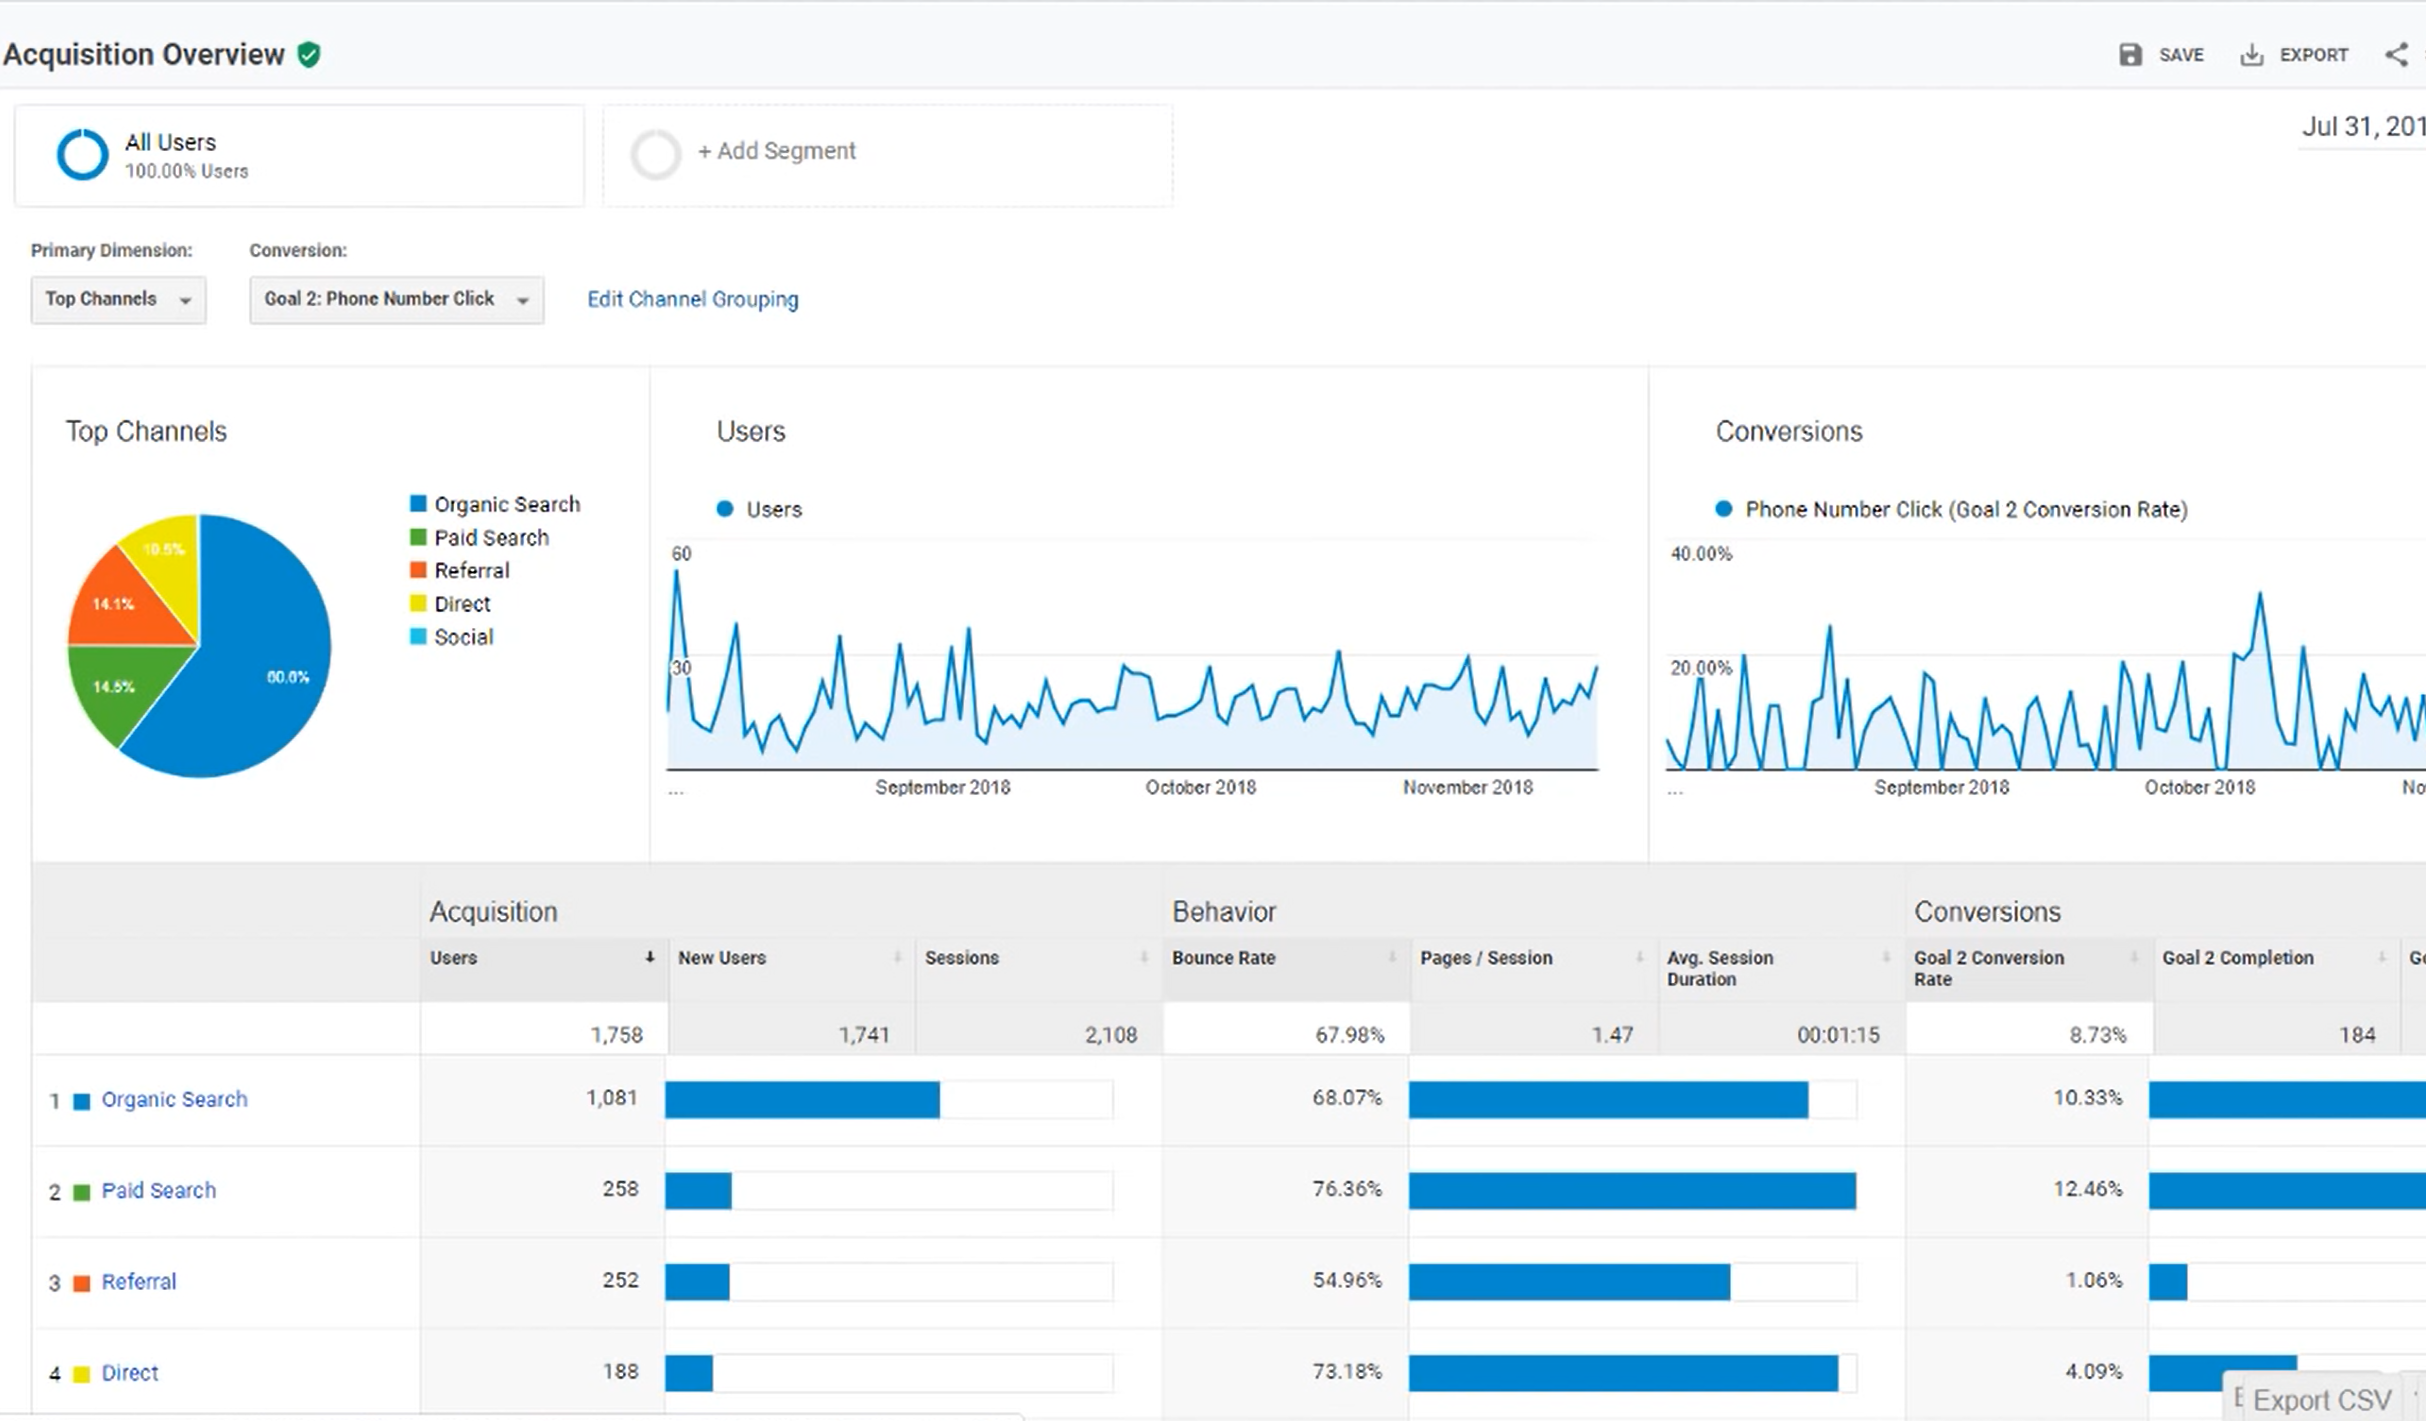 Acquisition Overview
SAVE EXPORT
All Users
100.00% Users
+ Add Segment
Jul 31, 201
Primary Dimension: Conversion:
Top Channels Goal 2: Phone Number Click Edit Channel Grouping
Top Channels
Organic Search
Paid Search
Referral
Direct
Social
10.5%
14.1%
14.5%
60.6%
Users
Users
60
30
... September 2018 October 2018 November 2018
Conversions
Phone Number Click (Goal 2 Conversion Rate)
40.00%
20.00%
... September 2018 October 2018 No
Acquisition Behavior Conversions
Users New Users Sessions Bounce Rate Pages / Session Avg. Session Duration Goal 2 Conversion Rate Goal 2 Completion
1,758 1,741 2,108 67.98% 1.47 00:01:15 8.73% 184
1 Organic Search 1,081 68.07% 10.33%
2 Paid Search 258 76.36% 12.46%
3 Referral 252 54.96% 1.06%
4 Direct 188 73.18% 4.09%
Export CSV